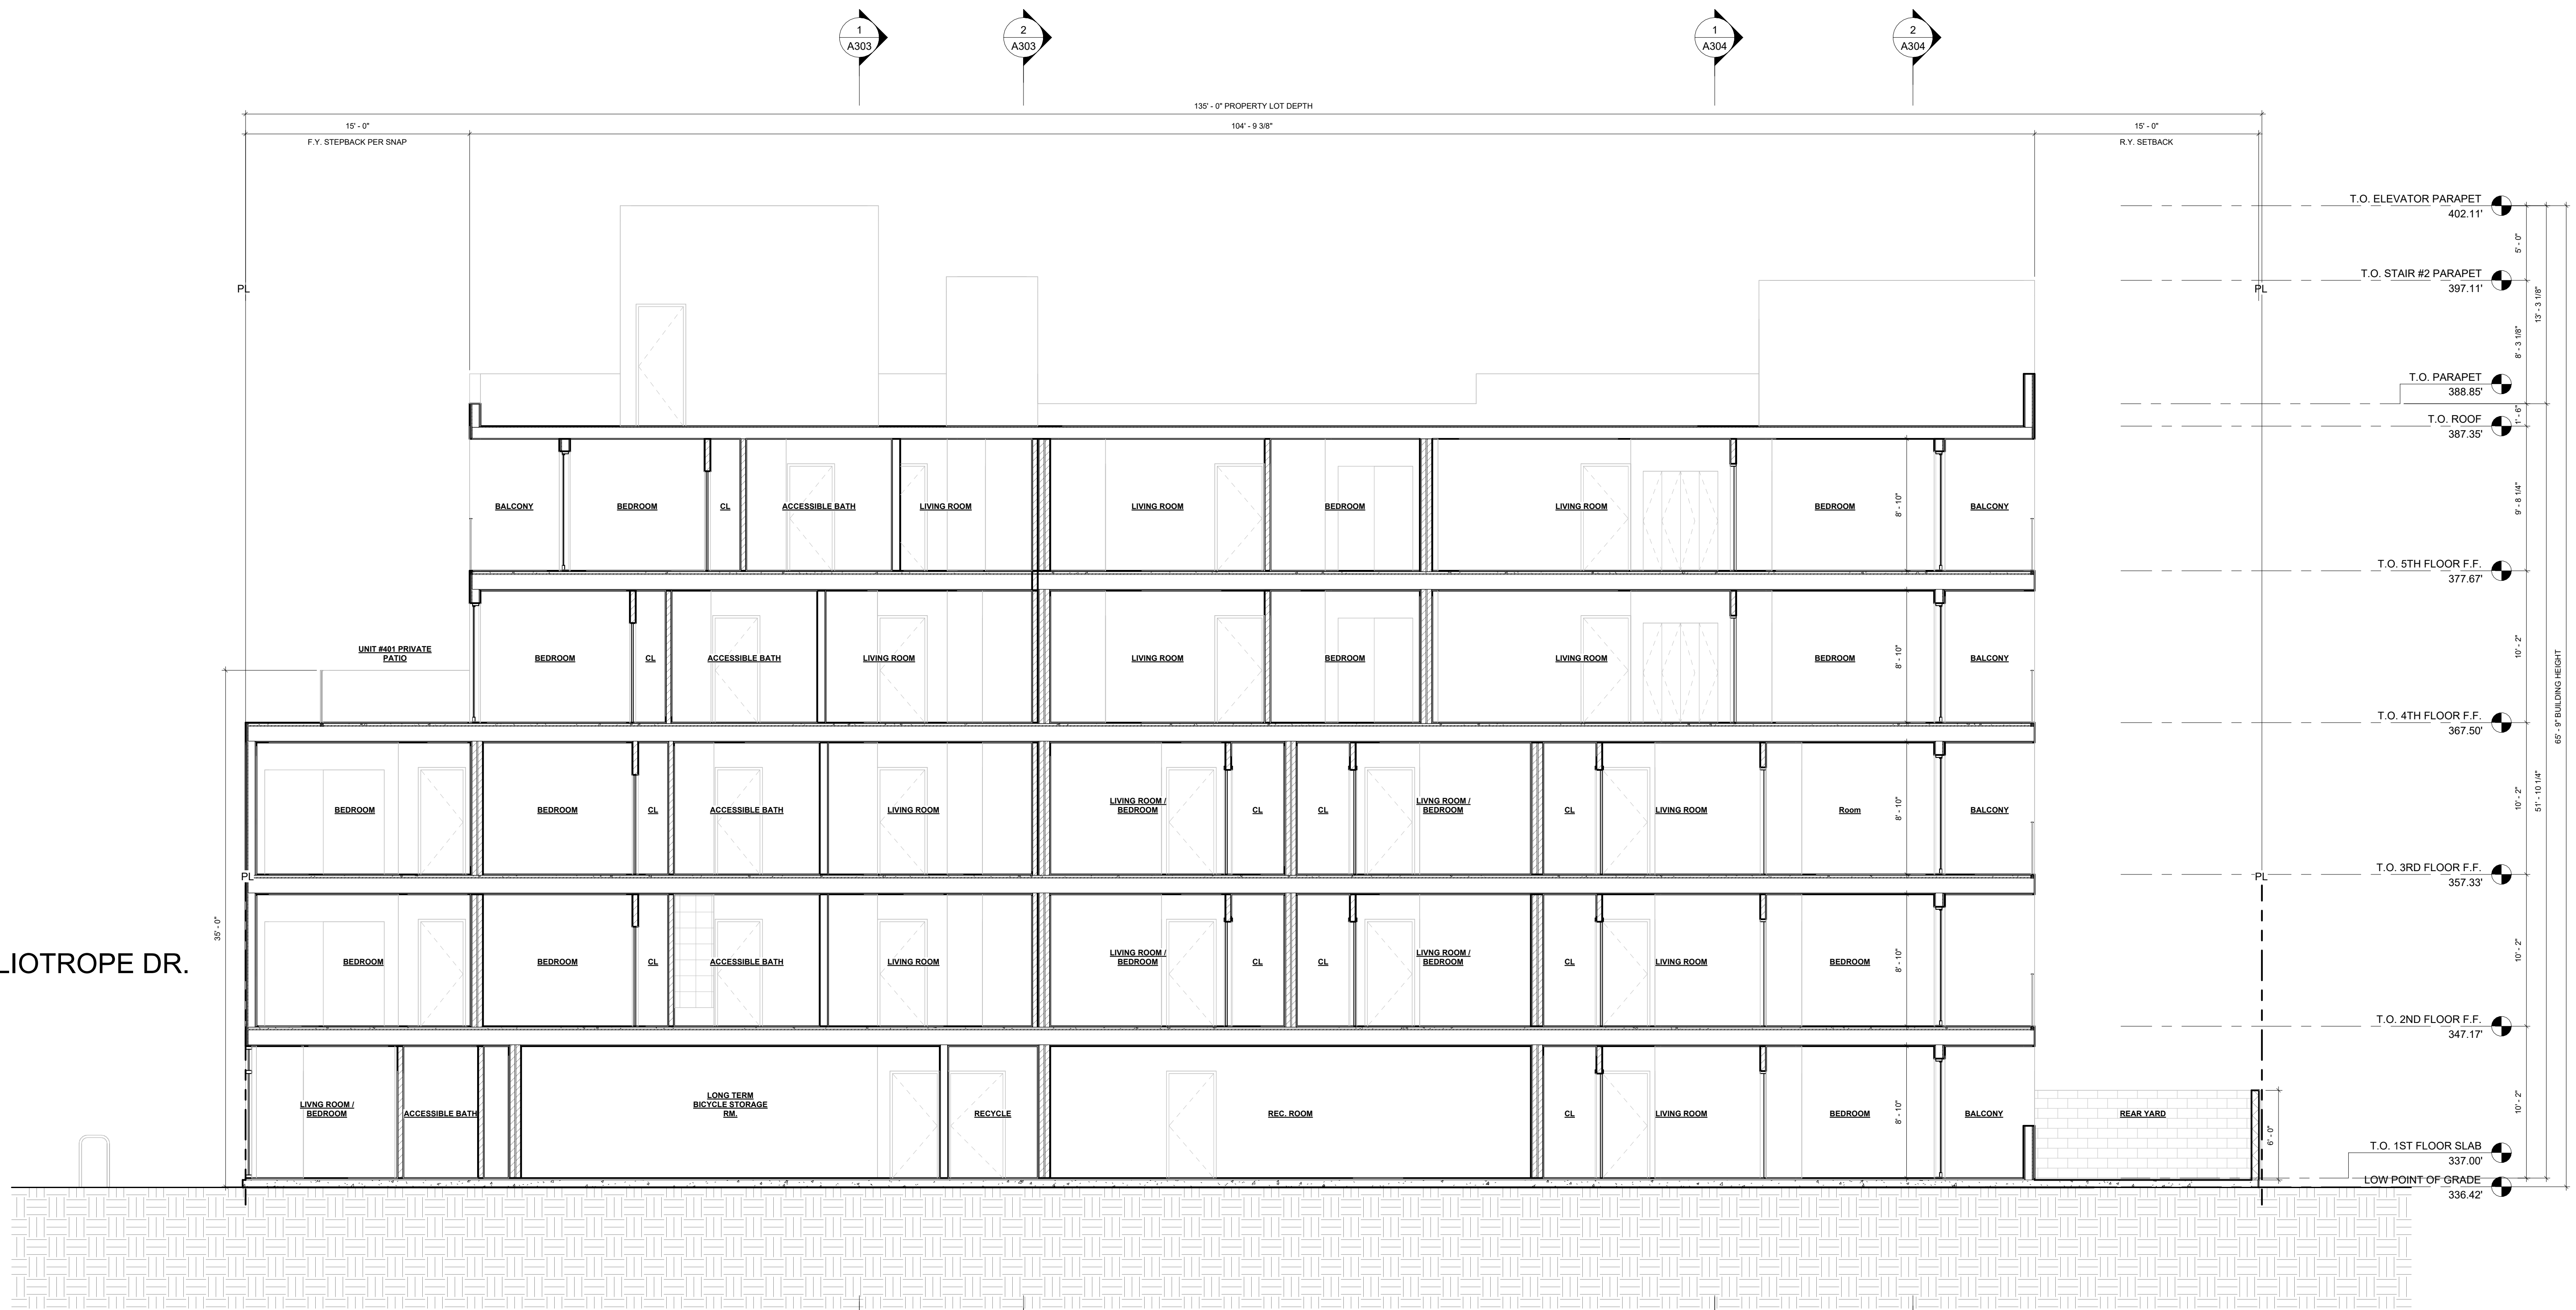 1
A303
2
A303
1
A304
2
A304
135' - 0" PROPERTY LOT DEPTH
15' - 0"
104' - 9 3/8"
15' - 0"
F.Y. STEPBACK PER SNAP
R.Y. SETBACK
T.O. ELEVATOR PARAPET
402.11'
5' - 0"
T.O. STAIR #2 PARAPET
397.11'
PL
PL
13' - 3 1/8"
8' - 3 1/8"
T.O. PARAPET
388.85'
1' - 6"
T.O. ROOF
387.35'
BALCONY
BEDROOM
CL
ACCESSIBLE BATH
LIVING ROOM
LIVING ROOM
BEDROOM
LIVING ROOM
BEDROOM
8' - 10"
BALCONY
9' - 8 1/4"
T.O. 5TH FLOOR F.F.
377.67'
UNIT #401 PRIVATE
PATIO
BEDROOM
CL
ACCESSIBLE BATH
LIVING ROOM
LIVING ROOM
BEDROOM
LIVING ROOM
BEDROOM
8' - 10"
BALCONY
10' - 2"
65' - 9" BUILDING HEIGHT
T.O. 4TH FLOOR F.F.
367.50'
BEDROOM
BEDROOM
CL
ACCESSIBLE BATH
LIVING ROOM
LIVING ROOM /
BEDROOM
CL
CL
LIVNG ROOM /
BEDROOM
CL
LIVING ROOM
Room
8' - 10"
BALCONY
10' - 2"
51' - 10 1/4"
T.O. 3RD FLOOR F.F.
357.33'
PL
PL
35' - 0"
LIOTROPE DR.
BEDROOM
BEDROOM
CL
ACCESSIBLE BATH
LIVING ROOM
LIVING ROOM /
BEDROOM
CL
CL
LIVNG ROOM /
BEDROOM
CL
LIVING ROOM
BEDROOM
8' - 10"
10' - 2"
T.O. 2ND FLOOR F.F.
347.17'
LIVNG ROOM /
BEDROOM
ACCESSIBLE BATH
LONG TERM
BICYCLE STORAGE
RM.
RECYCLE
REC. ROOM
CL
LIVING ROOM
BEDROOM
8' - 10"
BALCONY
REAR YARD
6' - 0"
10' - 2"
T.O. 1ST FLOOR SLAB
337.00'
LOW POINT OF GRADE
336.42'